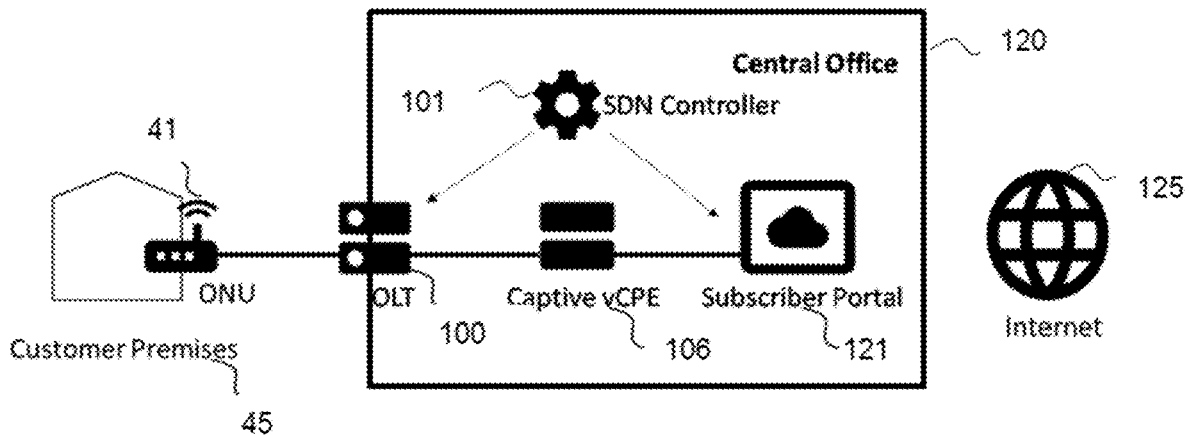 120
Central Office
101
SDN Controller
41
125
ONU
OLT
Captive vCPE
Subscriber Portal
Internet
100
106
121
Customer Premises
45